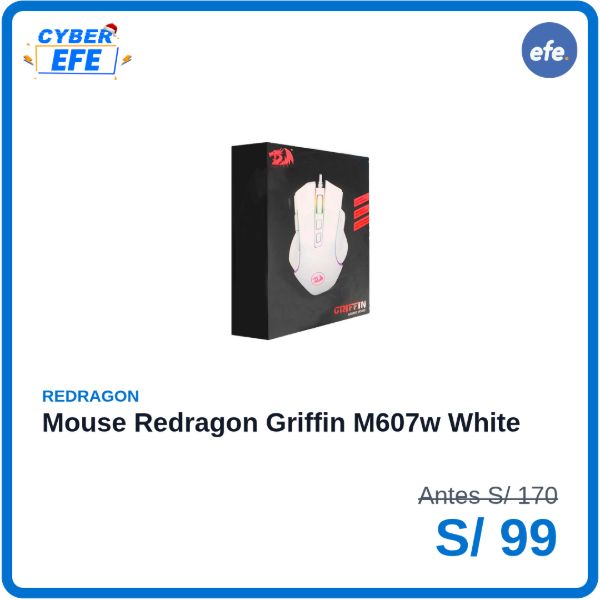 CYBER
EFE
efe.
GRIFFIN
REDRAGON
Mouse Redragon Griffin M607w White
Antes S/ 170
S/ 99